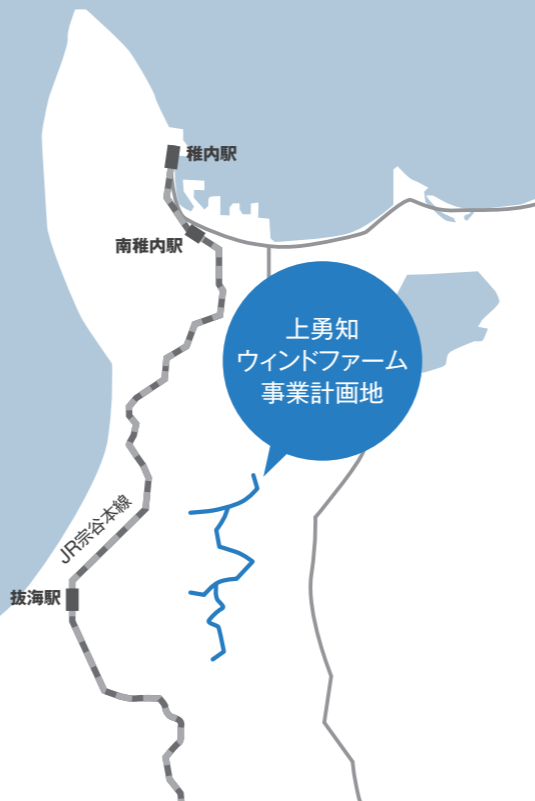 稚内駅
南稚内駅
上勇知
ウィンドファーム
事業計画地
JR宗谷本線
抜海駅